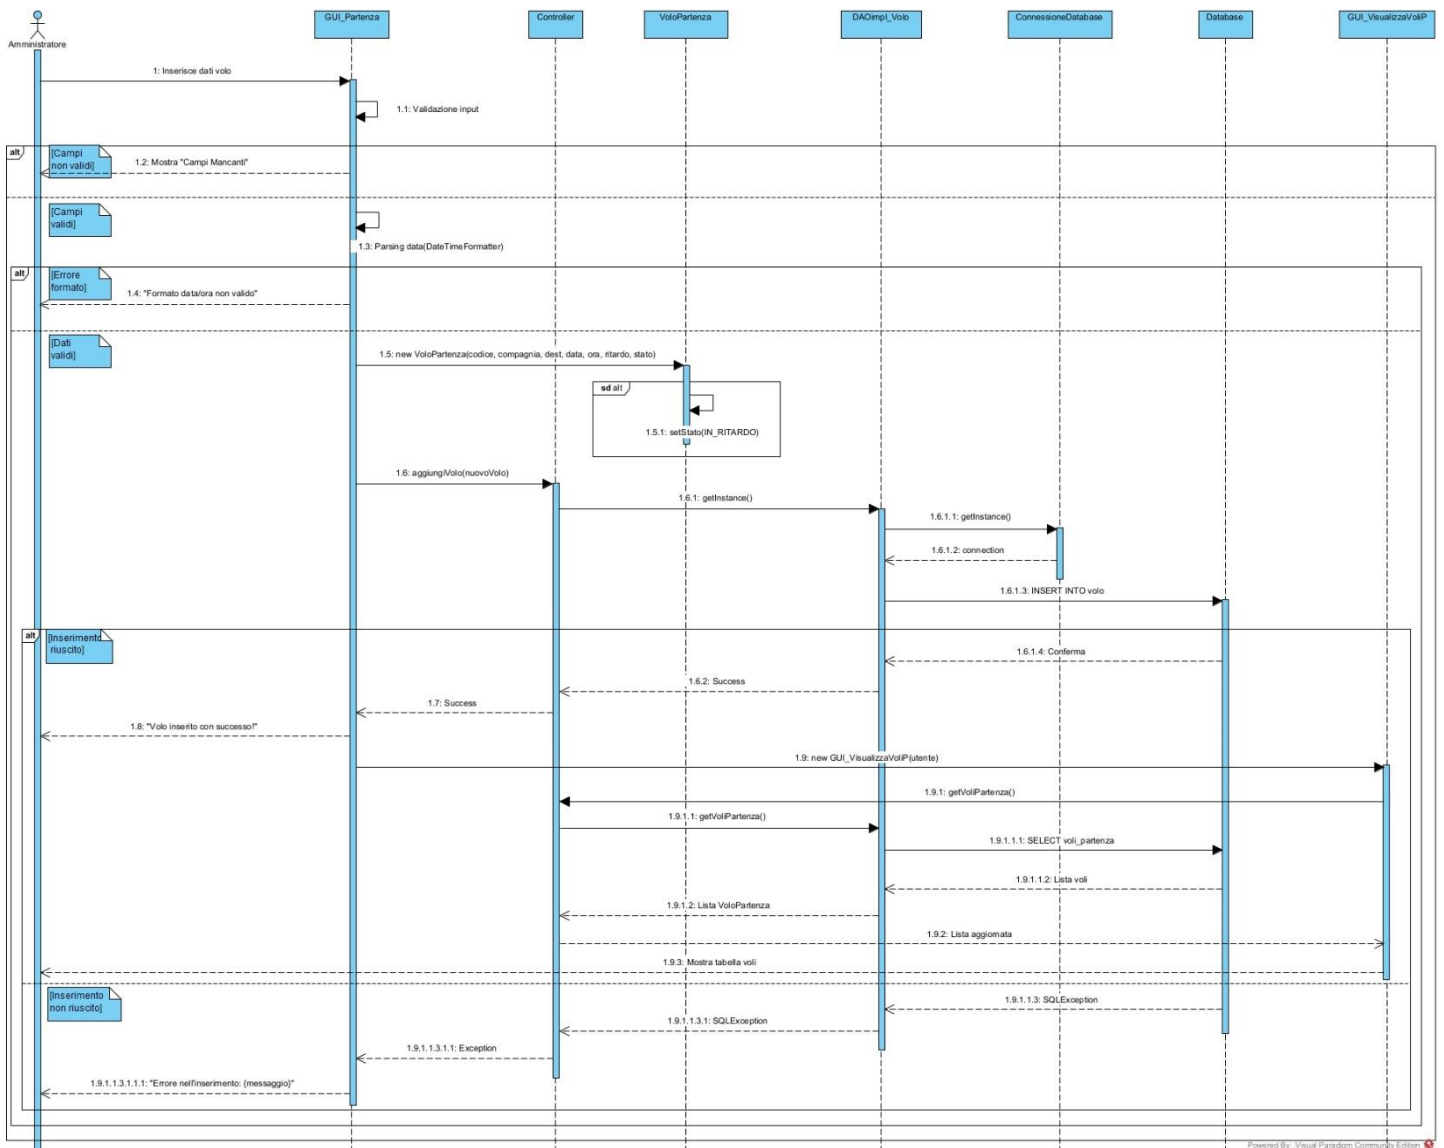 GUI_Partenza
Controller
VoloPartenza
DAOimpl_Volo
ConnessioneDatabase
Database
GUI_VisualizzaVoliP
Amministratore
1: Inserisce dati volo
1.1: Validazione input
alt
[Campi
non validi]
1.2: Mostra "Campi Mancanti"
[Campi
validi]
1.3: Parsing data(DateTimeFormatter)
alt
[Errore
formato]
1.4: "Formato data/ora non valido"
[Dati
validi]
1.5: new VoloPartenza(codice, compagnia, dest, data, ora, ritardo, stato)
sd alt
1.5.1: setStato(IN_RITARDO)
1.6: aggiungiVolo(nuovoVolo)
1.6.1: getInstance()
1.6.1.1: getInstance()
1.6.1.2: connection
1.6.1.3: INSERT INTO volo
alt
[Inserimento
riuscito]
1.6.1.4: Conferma
1.6.2: Success
1.7: Success
1.8: "Volo inserito con successo!"
1.9: new GUI_VisualizzaVoliP(utente)
1.9.1: getVoliPartenza()
1.9.1.1: getVoliPartenza()
1.9.1.1.1: SELECT voli_partenza
1.9.1.1.2: Lista voli
1.9.1.2: Lista VoloPartenza
1.9.2: Lista aggiornata
1.9.3: Mostra tabella voli
[Inserimento
non riuscito]
1.9.1.1.3: SQLException
1.9.1.1.3.1: SQLException
1.9.1.1.3.1.1: Exception
1.9.1.1.3.1.1.1: "Errore nell'inserimento: {messaggio}"
Powered By: Visual Paradigm Community Edition